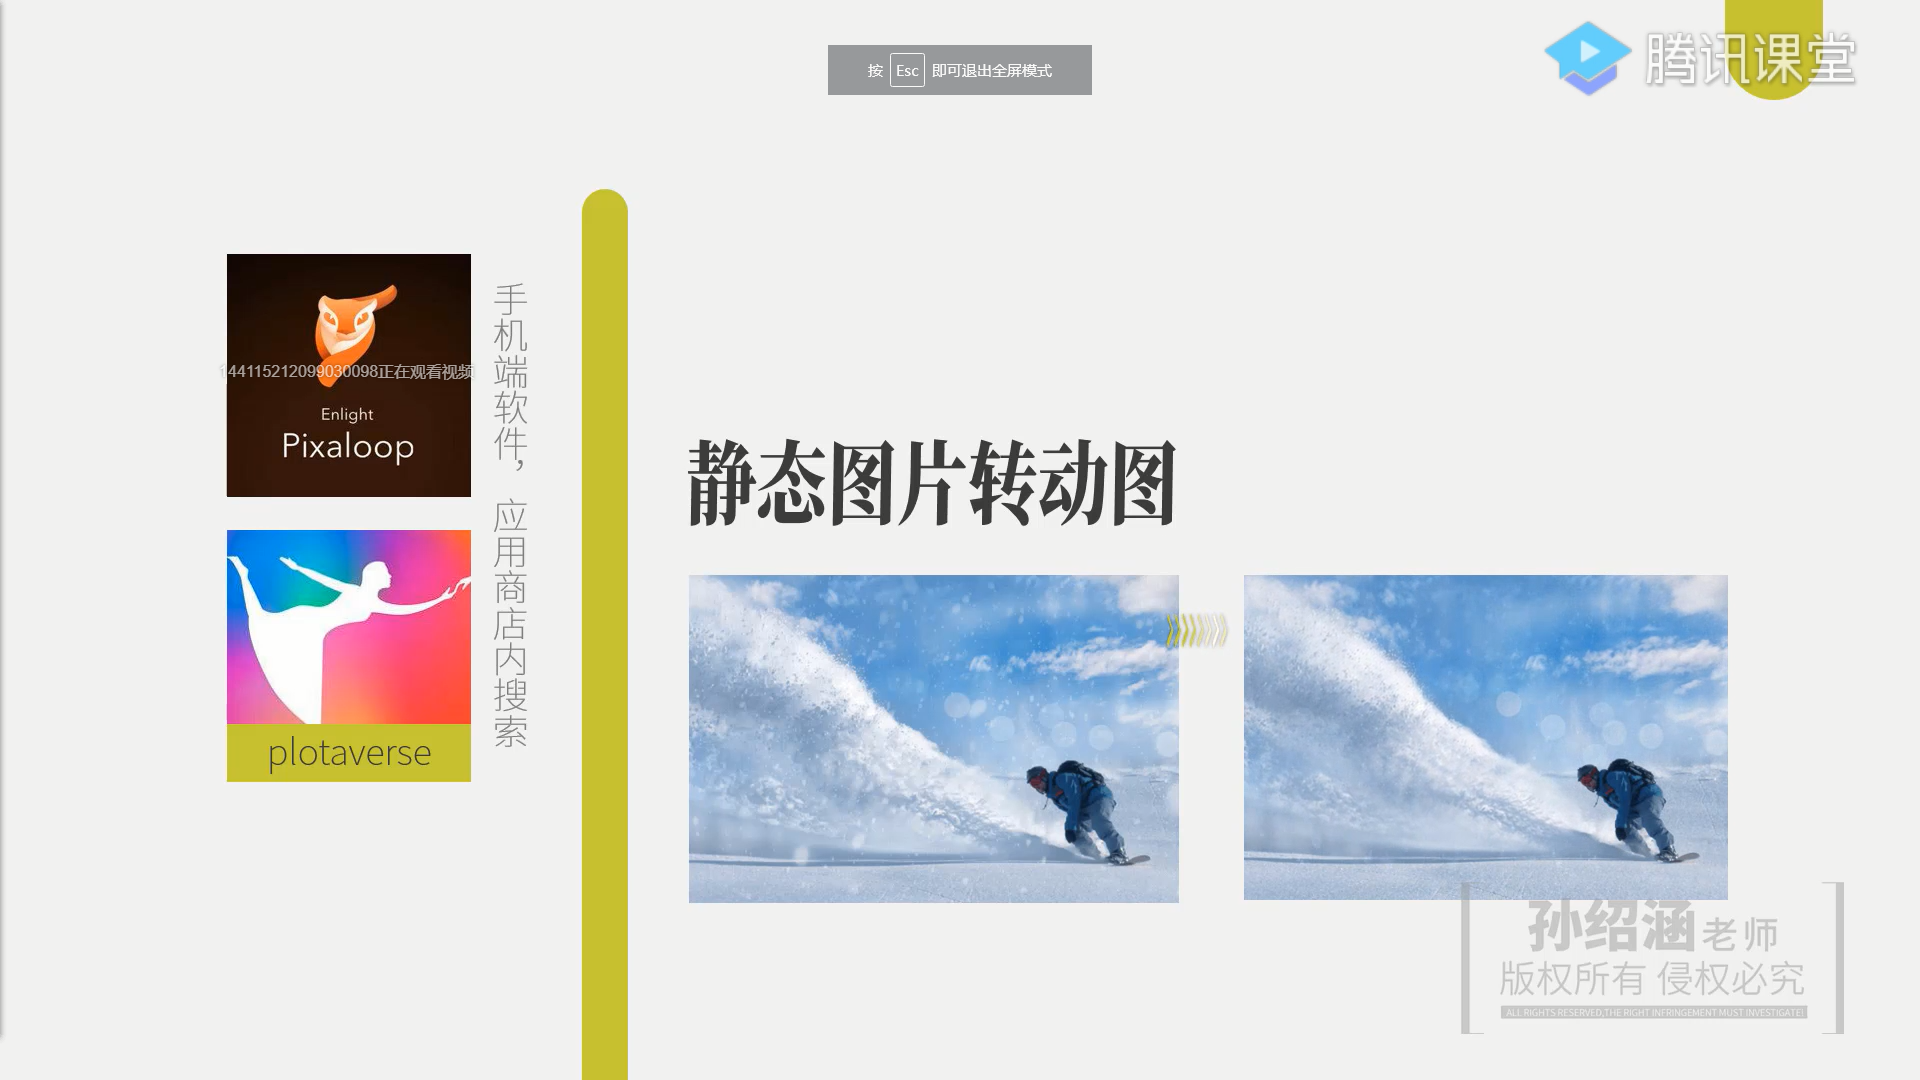 按 Esc 即可退出全屏模式
腾讯课堂
144115212099030098正在观看视频
Enlight
Pixaloop
plotaverse
手机端软件，应用商店内搜索
静态图片转动图
孙绍涵老师
版权所有 侵权必究
ALL RIGHTS RESERVED,THE RIGHT INFRINGEMENT MUST INVESTIGATE!